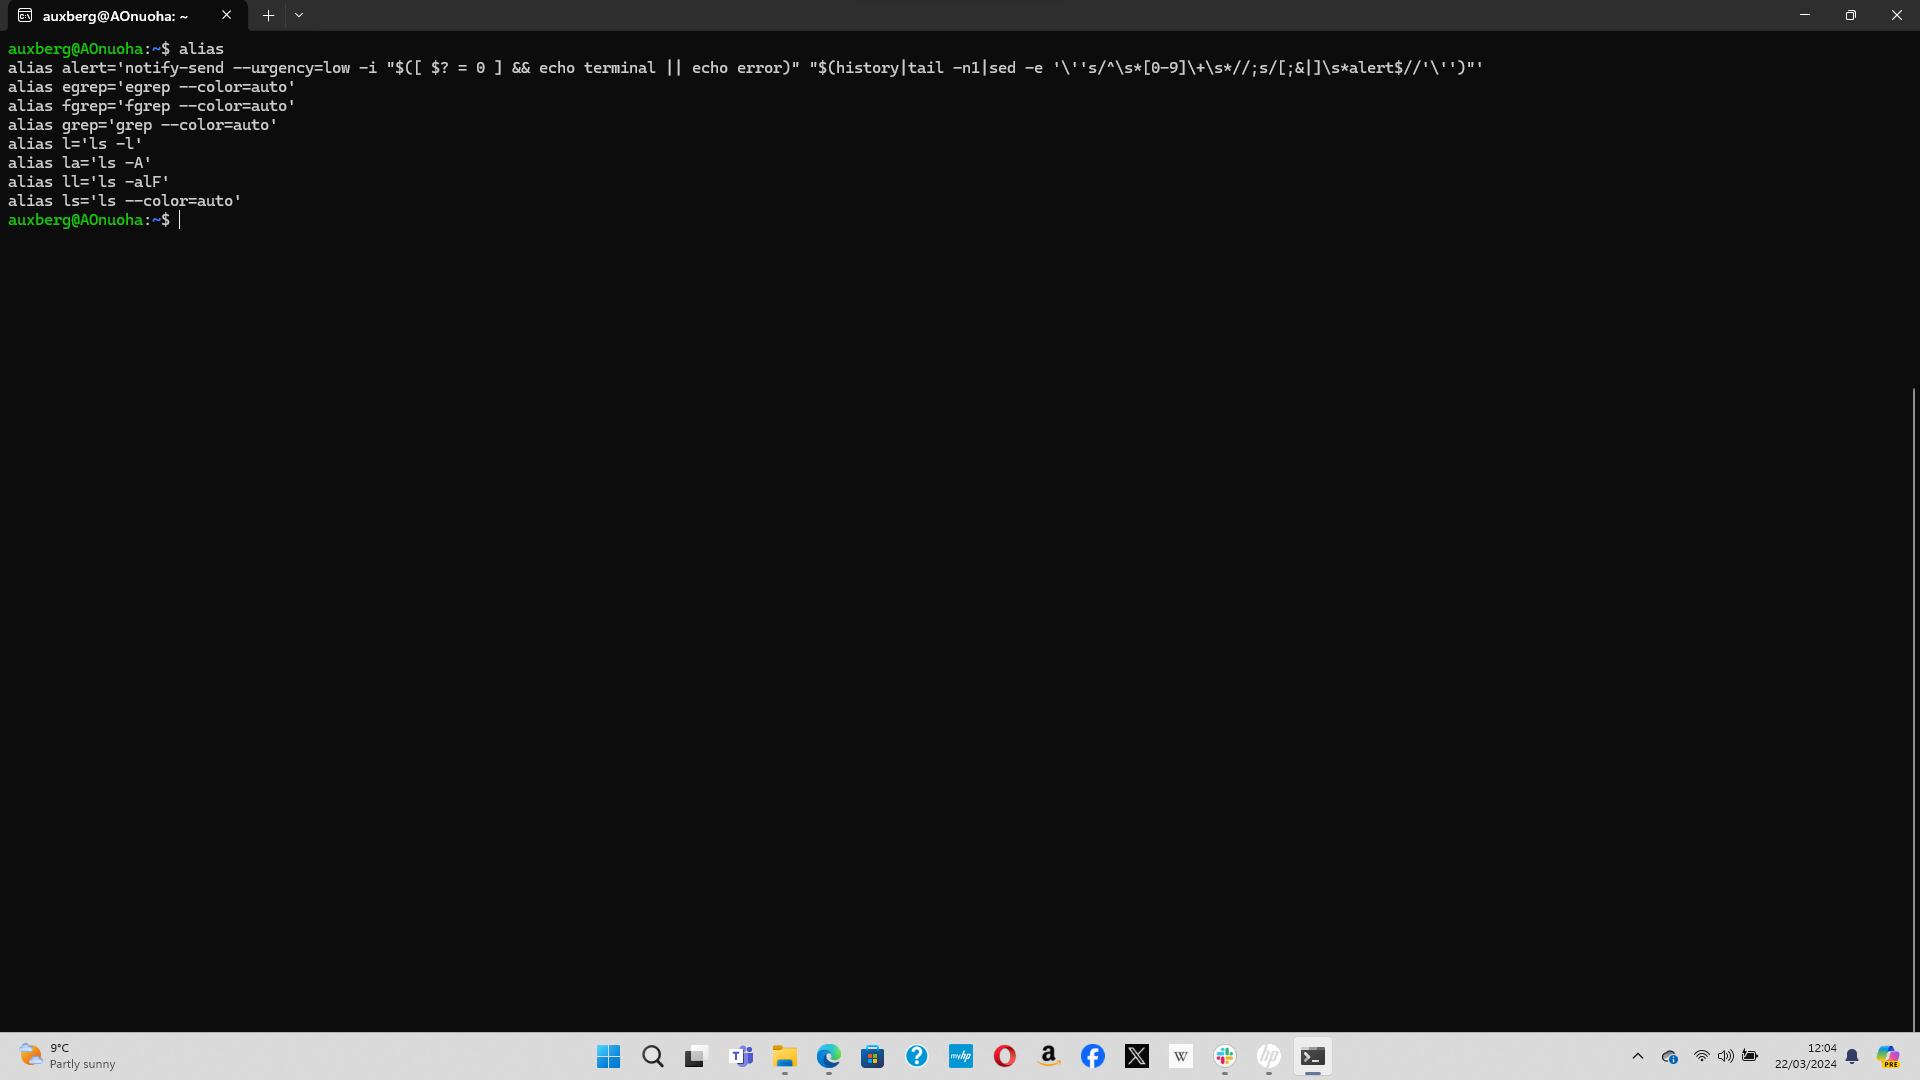 auxberg@AOnuoha: ~
auxberg@AOnuoha:~$ alias
alias alert='notify-send --urgency=low -i "$([ $? = 0 ] && echo terminal || echo error)" "$(history|tail -n1|sed -e '\''s/^\s*[0-9]\+\s*//;s/[;&|]\s*alert$//'\'')"'
alias egrep='egrep --color=auto'
alias fgrep='fgrep --color=auto'
alias grep='grep --color=auto'
alias l='ls -l'
alias la='ls -A'
alias ll='ls -alF'
alias ls='ls --color=auto'
auxberg@AOnuoha:~$
9°C
Partly sunny
T
?
myhp
a
f
X
W
hp
12:04
22/03/2024
PRE